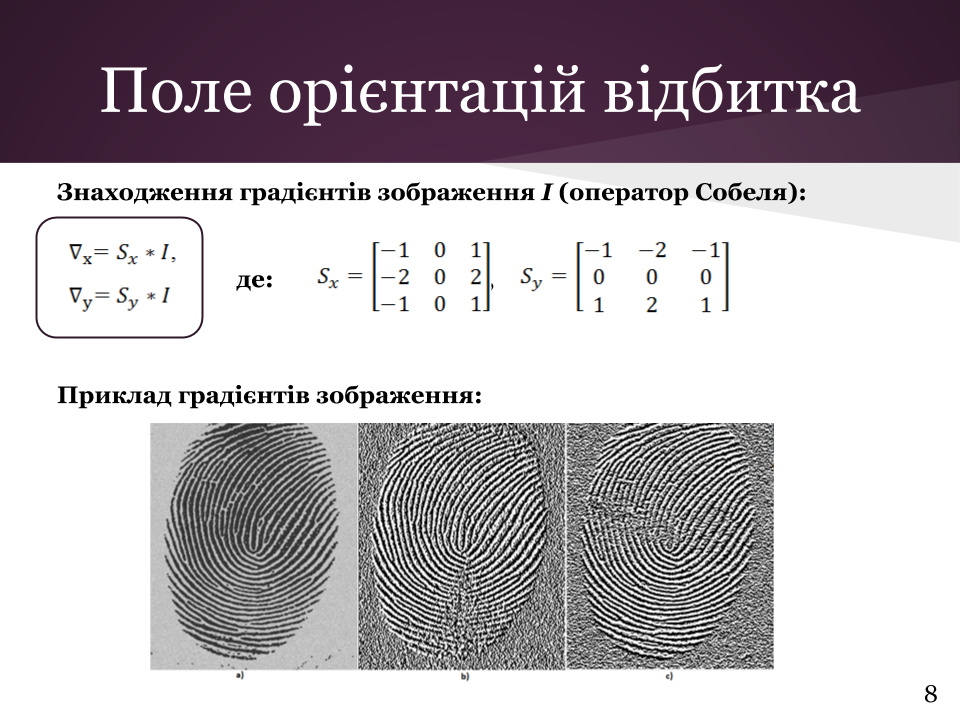 Поле орієнтацій відбитка
Знаходження градієнтів зображення I (оператор Собеля):
∇x= Sx * I,
∇y= Sy * I
де:
Sx = [−1 0 1; −2 0 2; −1 0 1], Sy = [−1 −2 −1; 0 0 0; 1 2 1]
Приклад градієнтів зображення:
a) b) c)
8